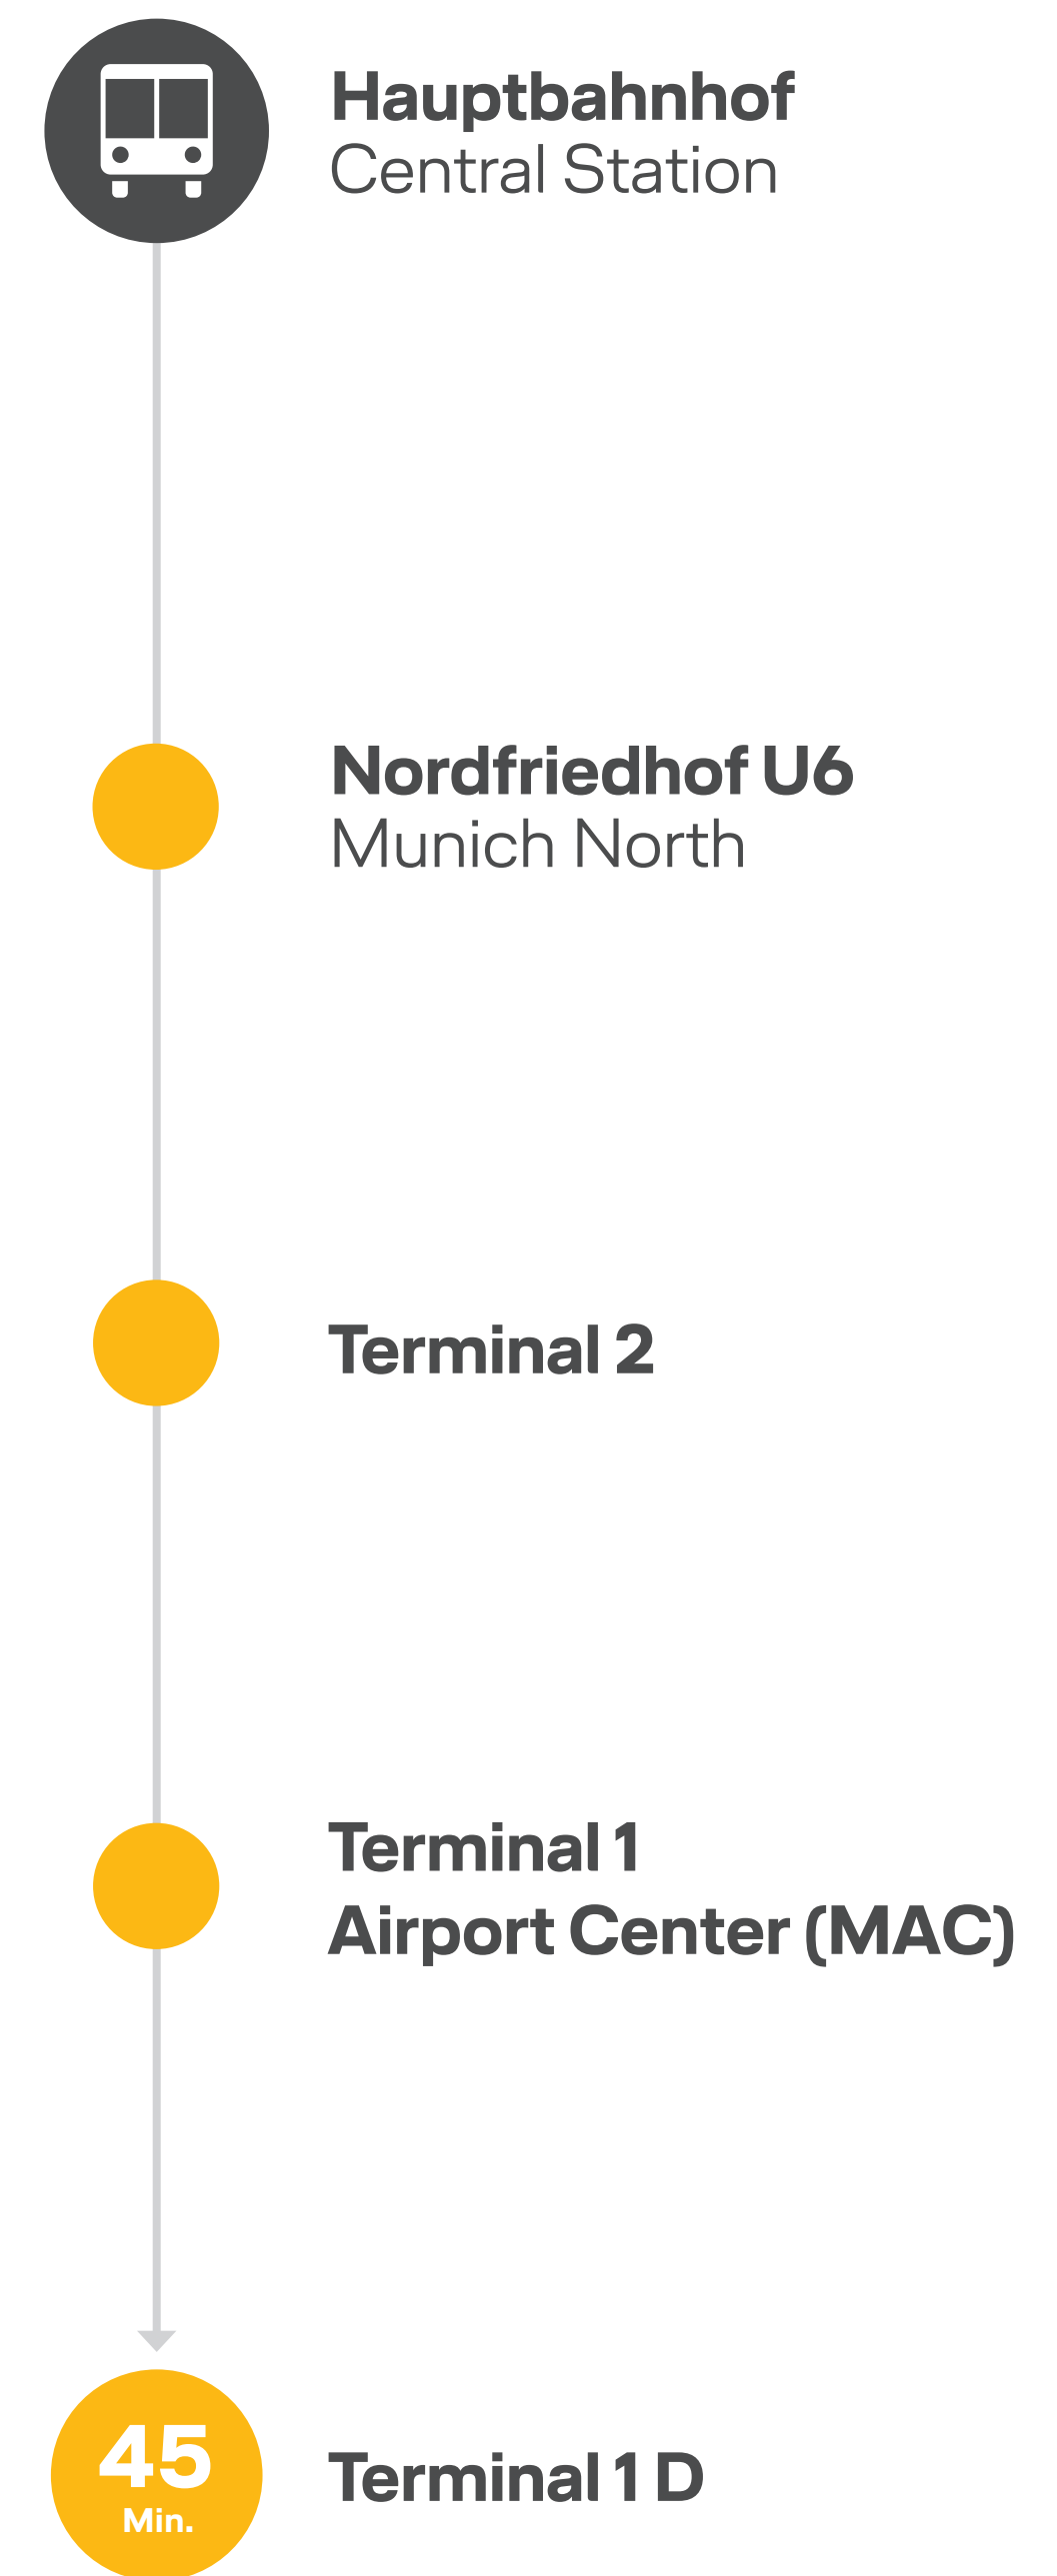 Hauptbahnhof
Central Station
Nordfriedhof U6
Munich North
Terminal 2
Terminal 1
Airport Center (MAC)
45
Min.
Terminal 1 D